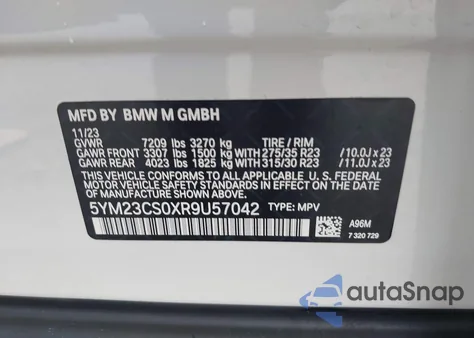 MFD BY BMW M GMBH
11/23
GVWR 7209 lbs 3270 kg TIRE / RIM
GAWR FRONT 3307 lbs 1500 kg WITH 275/35 R23 / 10.0J x 23
GAWR REAR 4023 lbs 1825 kg WITH 315/30 R23 / 11.0J x 23
THIS VEHICLE CONFORMS TO ALL APPLICABLE U. S. FEDERAL
MOTOR VEHICLE SAFETY STANDARDS IN EFFECT
ON THE DATE OF MANUFACTURE SHOWN ABOVE.
5YM23CS0XR9U57042 TYPE: MPV
A96M
7 320 729
autoSnap